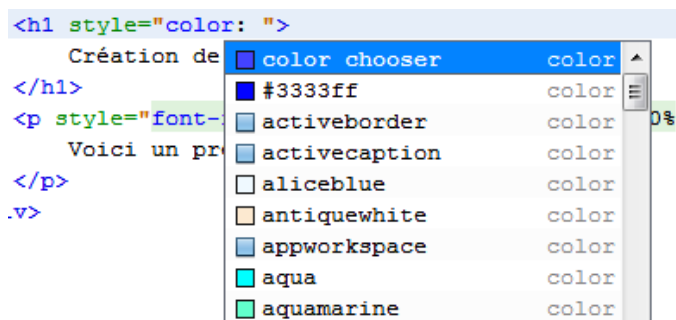 <h1 style="color: ">
Création de
color chooser color
</h1>
#3333ff color
<p style="font- activeborder color 0%
Voici un pr activecaption color
</p>
aliceblue color
.v>
antiquewhite color
appworkspace color
aqua color
aquamarine color